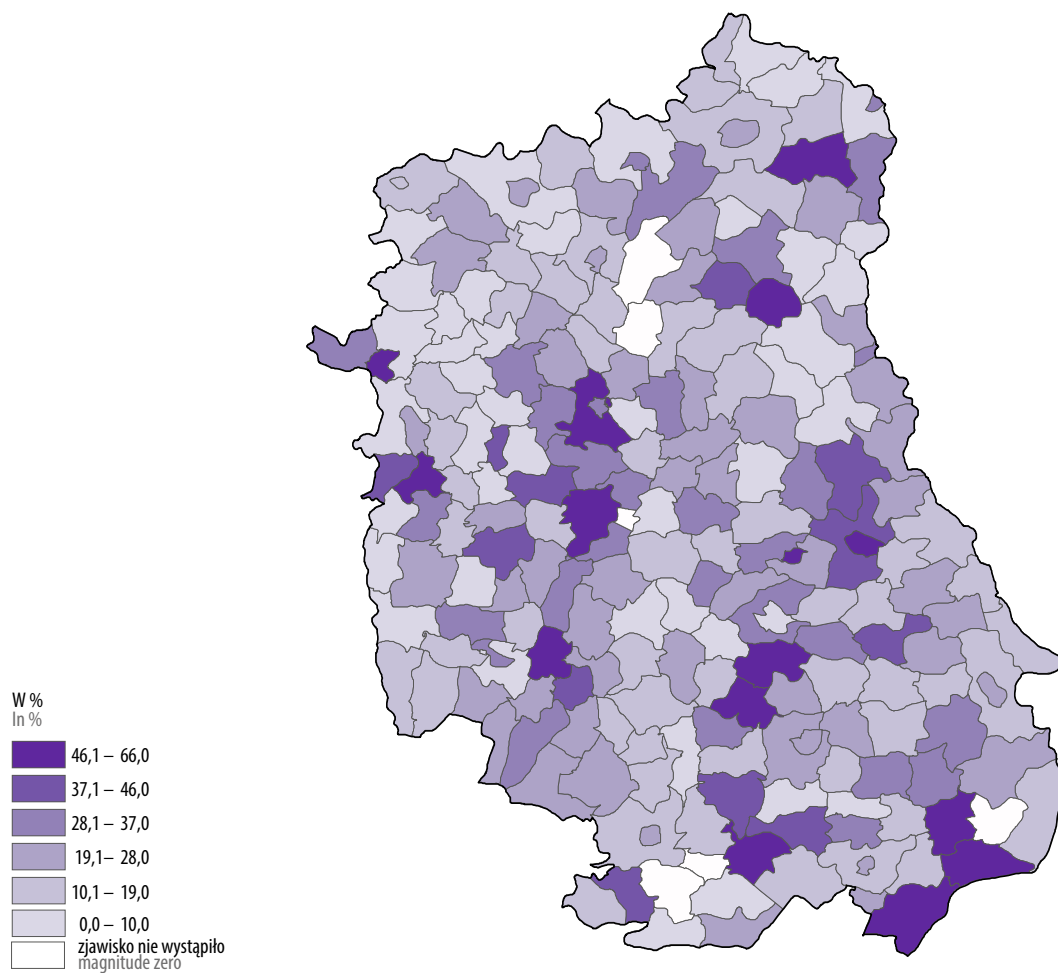 W %
In %
46,1 – 66,0
37,1 – 46,0
28,1 – 37,0
19,1 – 28,0
10,1 – 19,0
0,0 – 10,0
zjawisko nie wystąpiło
magnitude zero